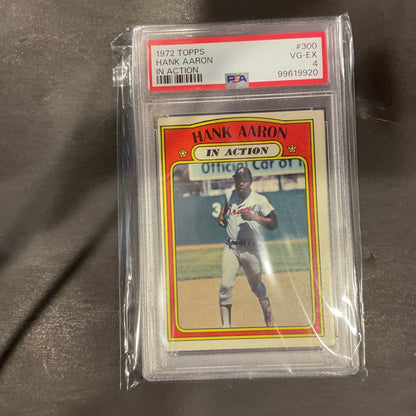 1972 TOPPS #300
HANK AARON VG-EX
IN ACTION 4
PSA 99619920
HANK AARON
IN ACTION
Official Car of
Braves